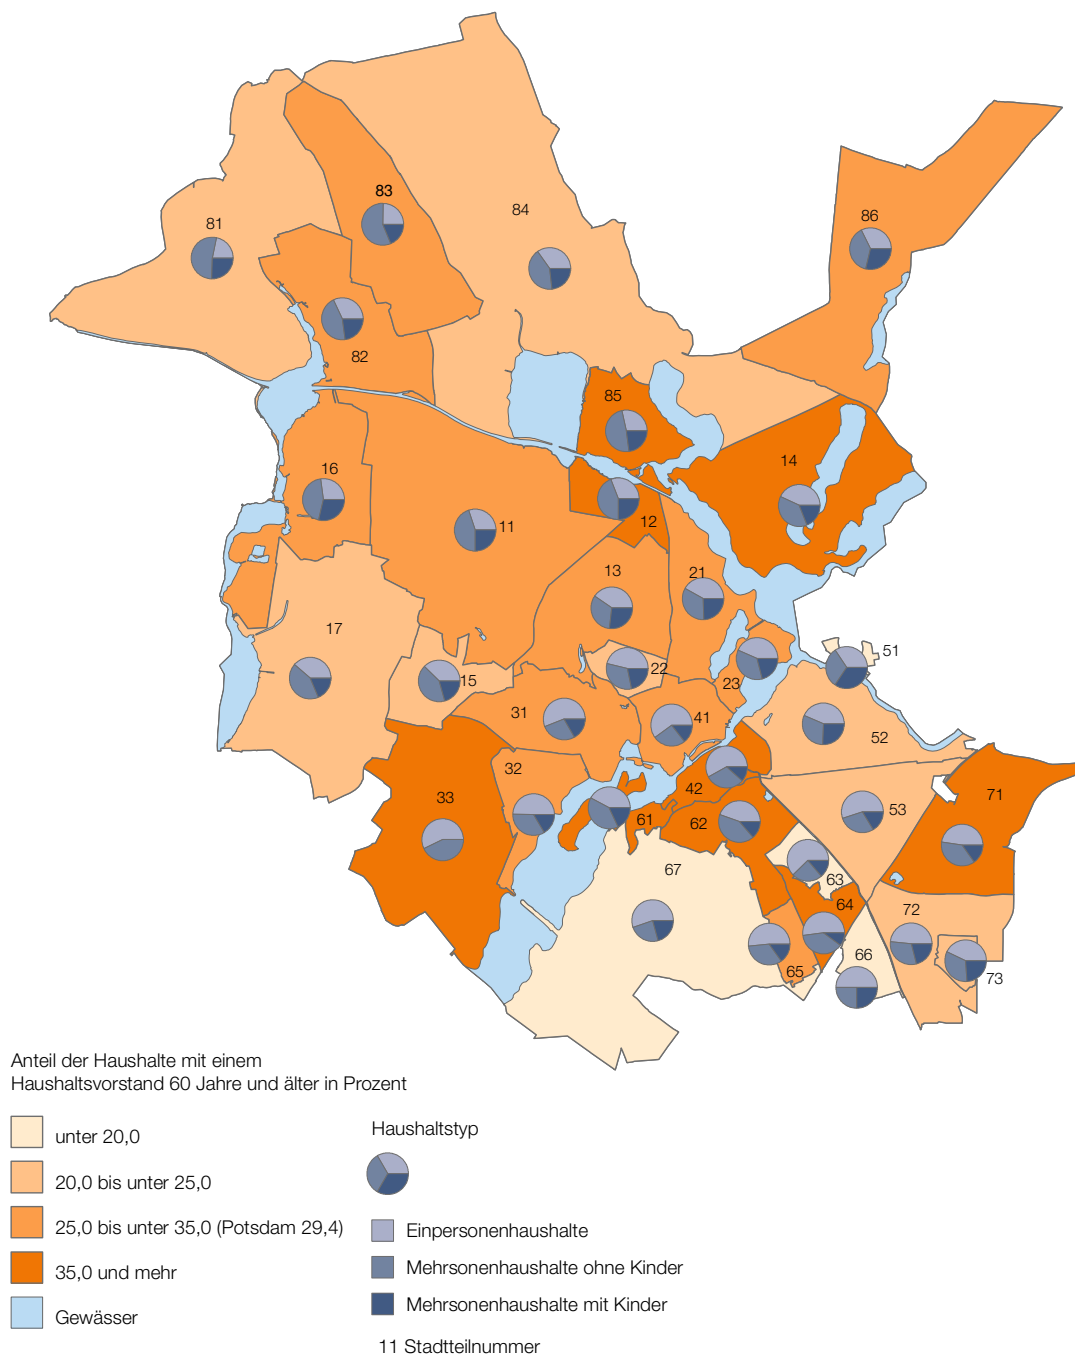 83
84
86
81
82
85
14
16
11
12
13
21
17
22
51
15
23
31
41
52
32
42
33
61
62
53
71
67
63
64
72
66
65
73
Anteil der Haushalte mit einem
Haushaltsvorstand 60 Jahre und älter in Prozent
unter 20,0
20,0 bis unter 25,0
25,0 bis unter 35,0 (Potsdam 29,4)
35,0 und mehr
Gewässer
Haushaltstyp
Einpersonenhaushalte
Mehrsonenhaushalte ohne Kinder
Mehrsonenhaushalte mit Kinder
11 Stadtteilnummer